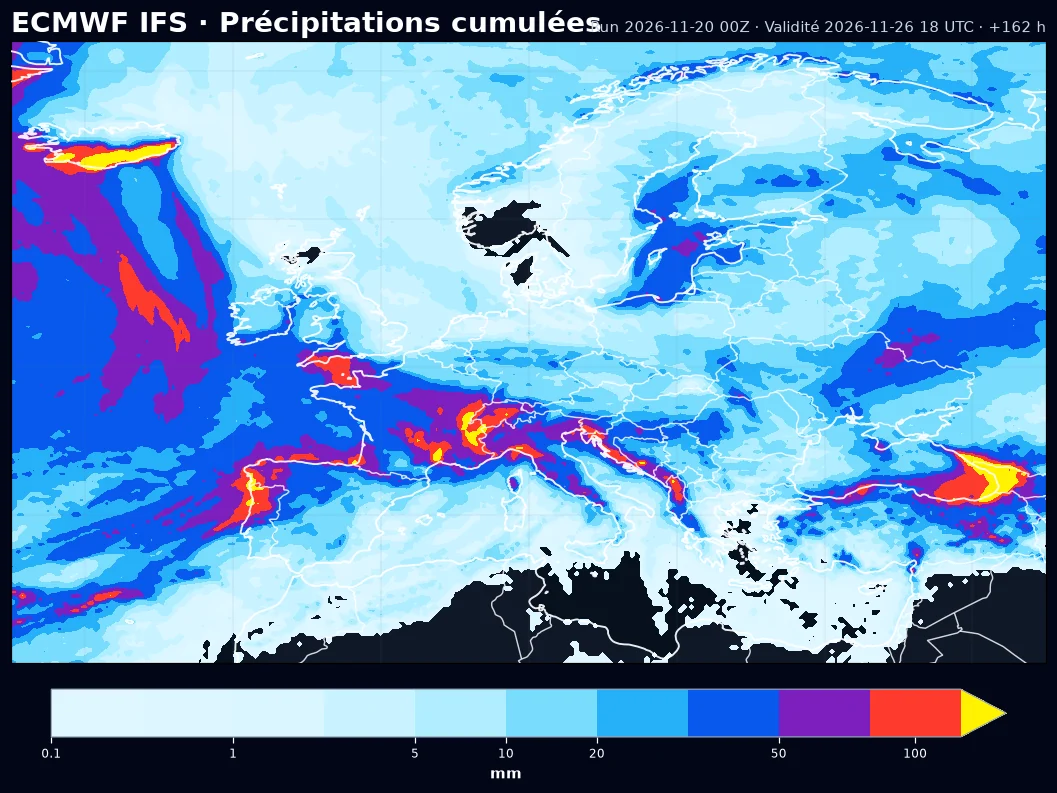 ECMWF IFS · Précipitations cumulées
Run 2026-11-20 00Z · Validité 2026-11-26 18 UTC · +162 h
0.1 1 5 10 20 50 100
mm